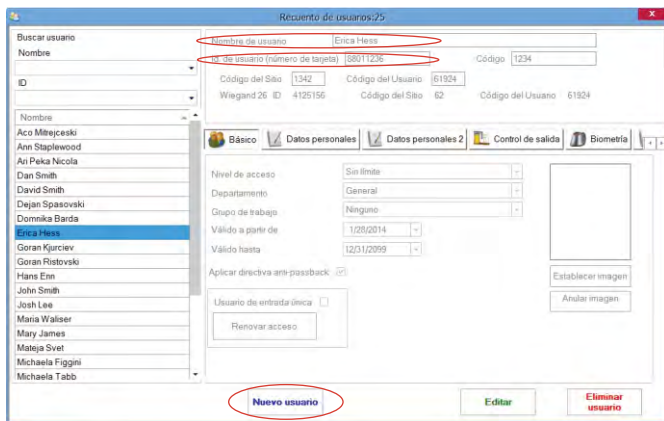 Recuento de usuarios:25
x
Buscar usuario
Nombre
ID
Nombre
Aco Mitrejceski
Ann Staplewood
Ari Peka Nicola
Dan Smith
David Smith
Dejan Spasovski
Domnika Barda
Erica Hess
Goran Kjurciev
Goran Ristovski
Hans Enn
John Smith
Josh Lee
Maria Waliser
Mary James
Mateja Svet
Michaela Figgini
Michaela Tabb
Nombre de usuario Erica Hess
Id. de usuario (número de tarjeta) 88011236 Código 1234
Código del Sitio 1342 Código del Usuario 61924
Wiegand 26 ID 4125156 Código del Sitio 62 Código del Usuario 61924
Básico Datos personales Datos personales 2 Control de salida Biometría
Nivel de acceso Sin límite
Departamento General
Grupo de trabajo Ninguno
Válido a partir de 1/28/2014
Válido hasta 12/31/2099
Aplicar directiva anti-passback
Establecer imagen
Usuario de entrada única
Anular imagen
Renovar acceso
Nuevo usuario Editar Eliminar usuario